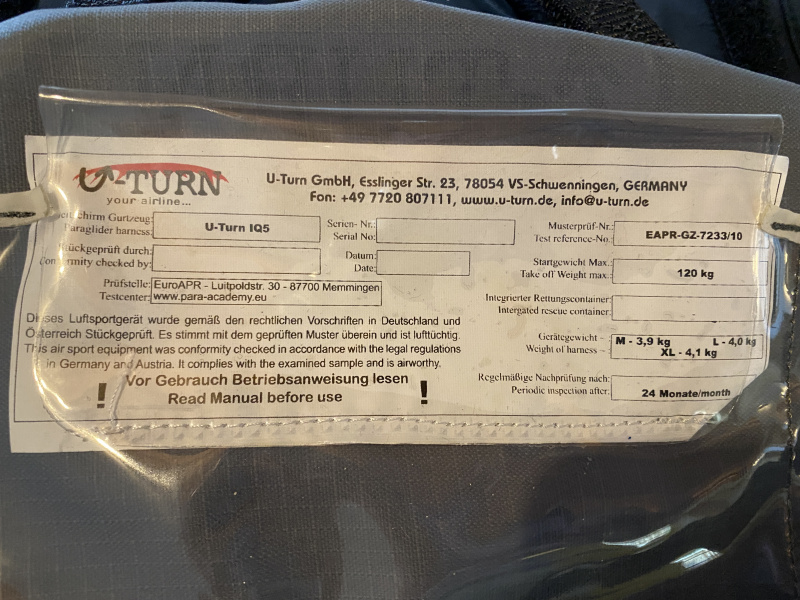 U-TURN
your airline...
U-Turn GmbH, Esslinger Str. 23, 78054 VS-Schwenningen, GERMANY
Fon: +49 7720 807111, www.u-turn.de, info@u-turn.de
Gurtzeug:
Paraglider harness:
U-Turn IQ5
Serien- Nr.:
Serial No:
Musterprüf-Nr.:
Test reference-No.:
EAPR-GZ-7233/10
Stückgeprüft durch:
Conformity checked by:
Datum:
Date:
Startgewicht Max.:
Take off Weight max.:
120 kg
Prüfstelle:
Testcenter:
EuroAPR - Luitpoldstr. 30 - 87700 Memmingen
www.para-academy.eu
Integrierter Rettungscontainer:
Intergated rescue container:
Dieses Luftsportgerät wurde gemäß den rechtlichen Vorschriften in Deutschland und
Österreich Stückgeprüft. Es stimmt mit dem geprüften Muster überein und ist lufttüchtig.
This air sport equipment was conformity checked in accordance with the legal regulations
in Germany and Austria. It complies with the examined sample and is airworthy.
Gerätegewicht ~
Weight of harness ~
M - 3,9 kg L - 4,0 kg
XL - 4,1 kg
! Vor Gebrauch Betriebsanweisung lesen !
Read Manual before use
Regelmäßige Nachprüfung nach:
Periodic inspection after:
24 Monate/month